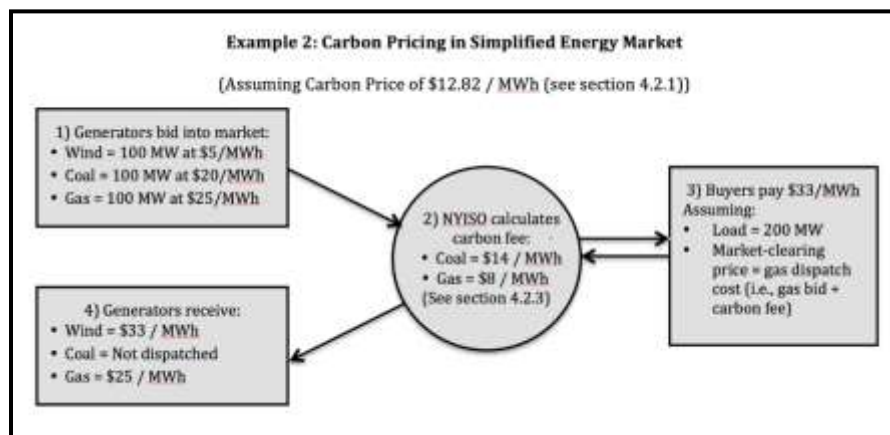 Example 2: Carbon Pricing in Simplified Energy Market
(Assuming Carbon Price of $12.82 / MWh (see section 4.2.1))
1) Generators bid into market:
• Wind = 100 MW at $5/MWh
• Coal = 100 MW at $20/MWh
• Gas = 100 MW at $25/MWh
2) NYISO calculates
carbon fee:
• Coal = $14 / MWh
• Gas = $8 / MWh
(See section 4.2.3)
3) Buyers pay $33/MWh
Assuming:
• Load = 200 MW
• Market-clearing
price = gas dispatch
cost (i.e., gas bid +
carbon fee)
4) Generators receive:
• Wind = $33 / MWh
• Coal = Not dispatched
• Gas = $25 / MWh